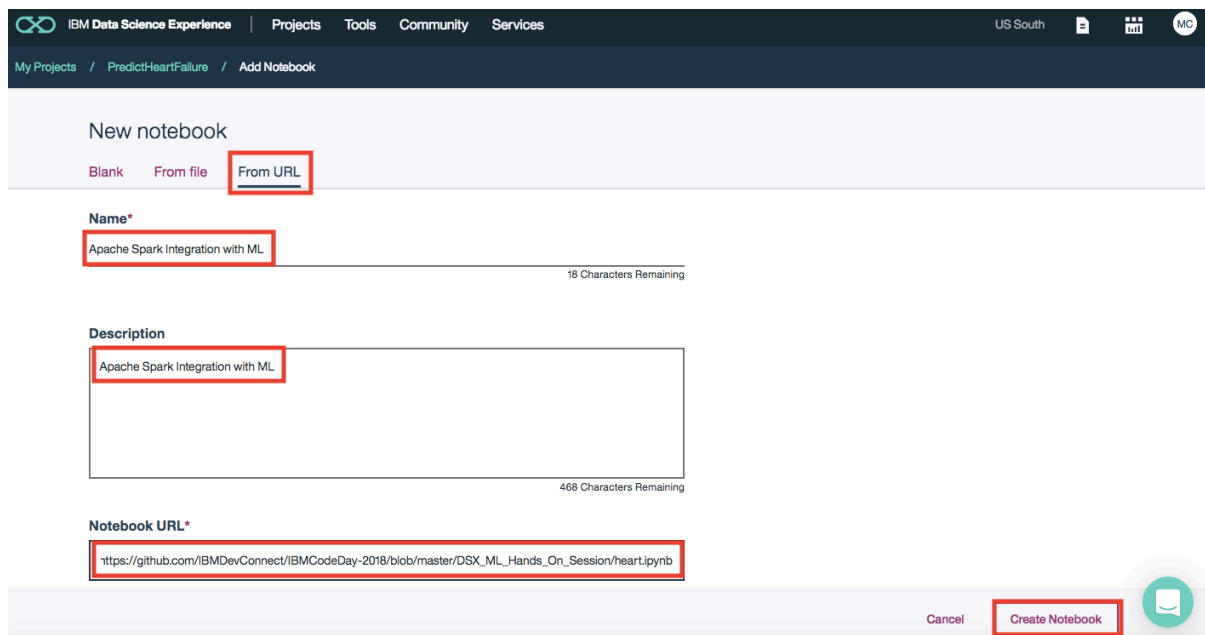 IBM Data Science Experience | Projects Tools Community Services US South MC
My Projects / PredictHeartFailure / Add Notebook
New notebook
Blank From file From URL
Name*
Apache Spark Integration with ML
18 Characters Remaining
Description
Apache Spark Integration with ML
468 Characters Remaining
Notebook URL*
https://github.com/IBMDevConnect/IBMCodeDay-2018/blob/master/DSX_ML_Hands_On_Session/heart.ipynb
Cancel Create Notebook